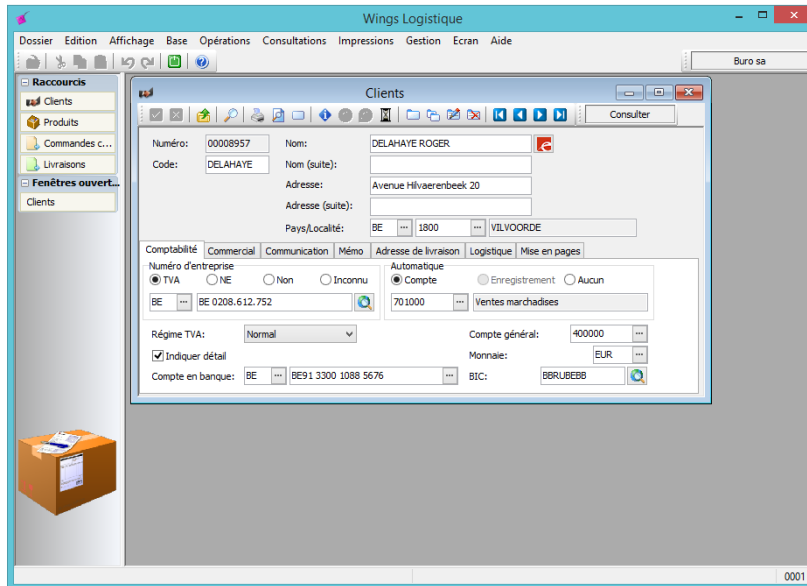 Wings Logistique
Dossier Edition Affichage Base Opérations Consultations Impressions Gestion Ecran Aide
Buro sa
Raccourcis
Clients
Produits
Commandes c...
Livraisons
Fenêtres ouvert...
Clients
Clients
Consulter
Numéro: 00008957 Nom: DELAHAYE ROGER
Code: DELAHAYE Nom (suite):
Adresse: Avenue Hilvaerenbeek 20
Adresse (suite):
Pays/Localité: BE ... 1800 ... VILVOORDE
Comptabilité Commercial Communication Mémo Adresse de livraison Logistique Mise en pages
Numéro d'entreprise Automatique
TVA NE Non Inconnu Compte Enregistrement Aucun
BE ... BE 0208.612.752 701000 ... Ventes marchadises
Régime TVA: Normal Compte général: 400000 ...
Indiquer détail Monnaie: EUR ...
Compte en banque: BE ... BE91 3300 1088 5676 ... BIC: BBRUBEBB
0001